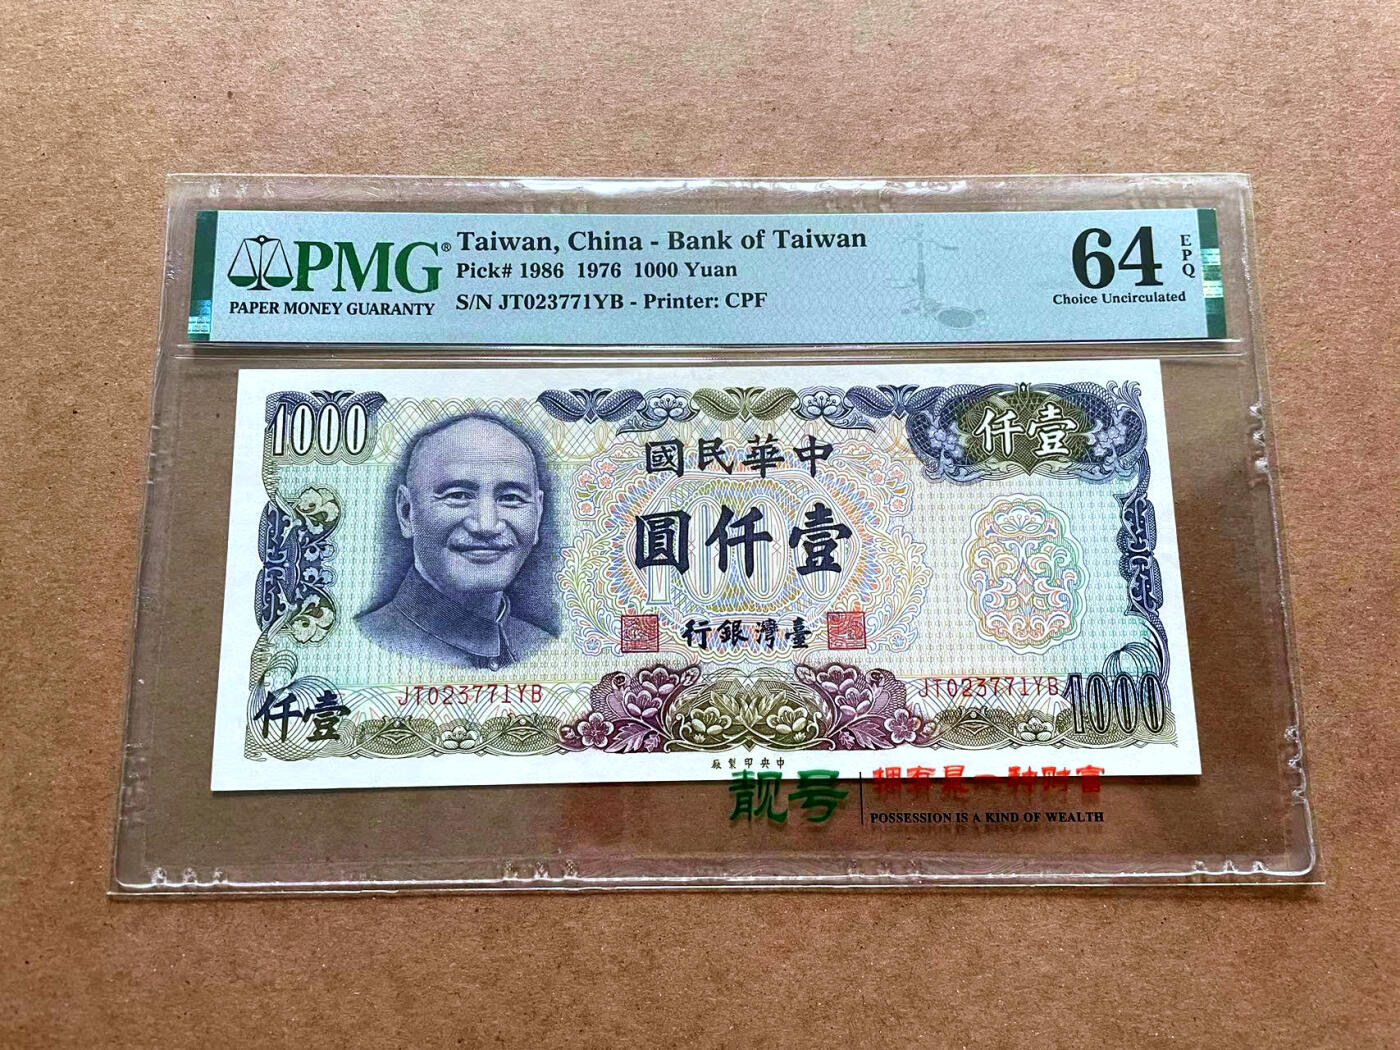 PMG®
PAPER MONEY GUARANTY
Taiwan, China - Bank of Taiwan
Pick# 1986 1976 1000 Yuan
S/N JT023771YB - Printer: CPF
64
EPQ
Choice Uncirculated
1000
仟壹
國民華中
圓仟壹
行銀灣臺
JT023771YB
JT023771YB
仟壹
1000
廠製印央中
靓号
拥有是一种财富
POSSESSION IS A KIND OF WEALTH